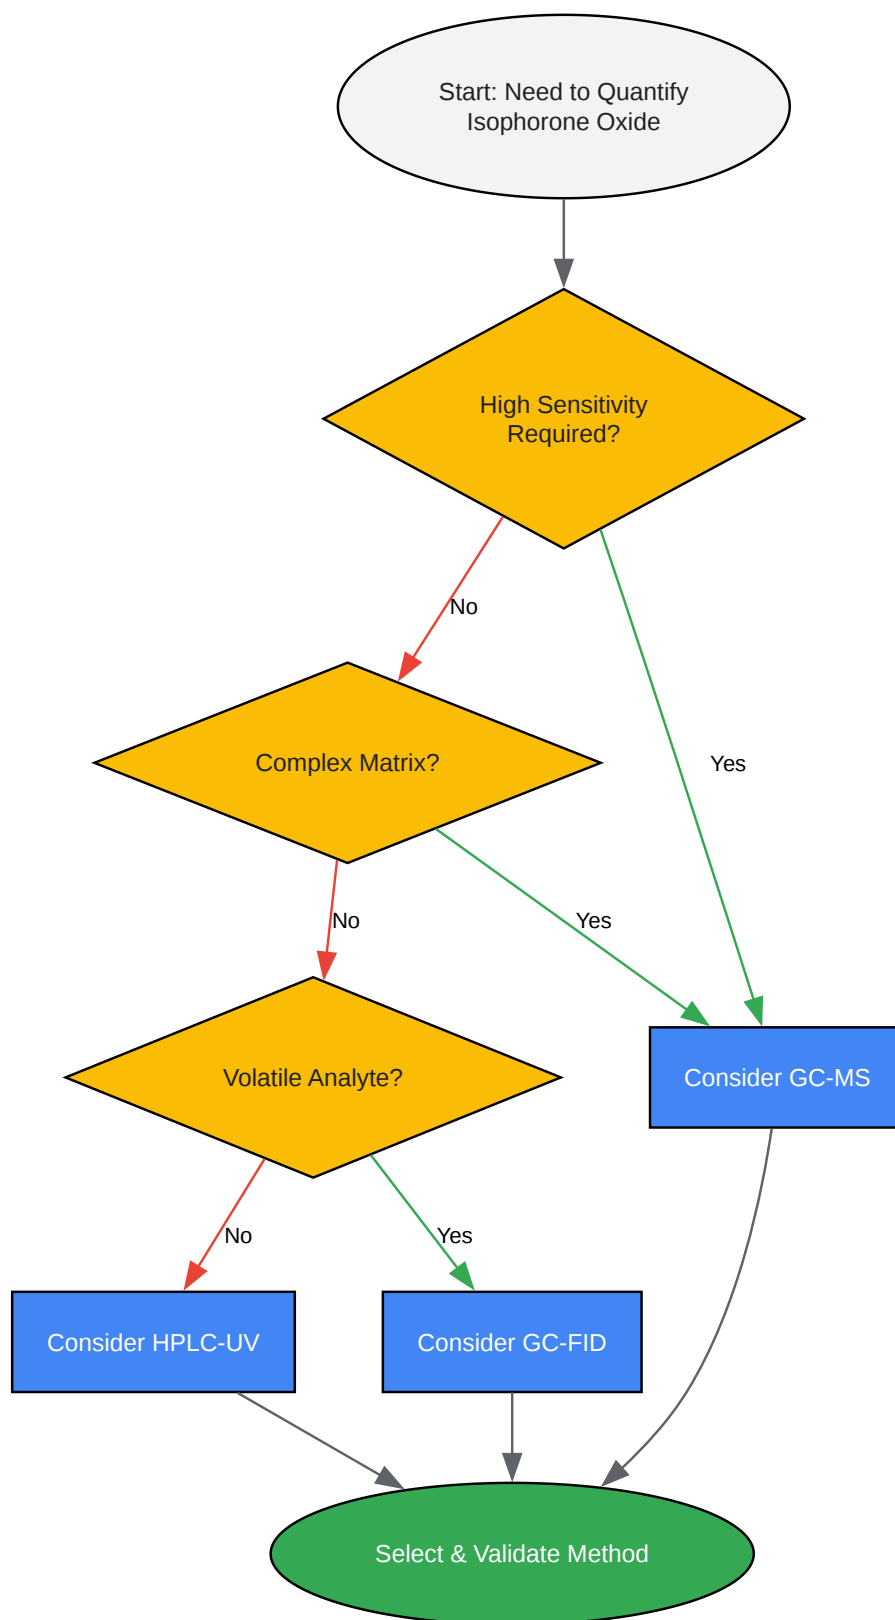 Start: Need to Quantify
Isophorone Oxide
High Sensitivity
Required?
No
Yes
Complex Matrix?
No
Yes
Volatile Analyte?
Consider GC-MS
No
Yes
Consider HPLC-UV
Consider GC-FID
Select & Validate Method